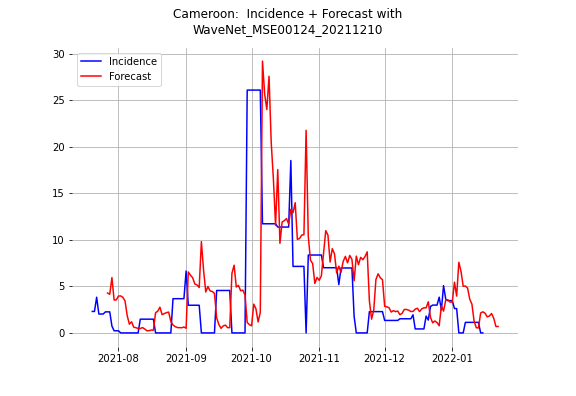 Cameroon:  Incidence + Forecast with
WaveNet_MSE00124_20211210
Incidence
Forecast
30
25
20
15
10
5
0
2021-08 2021-09 2021-10 2021-11 2021-12 2022-01